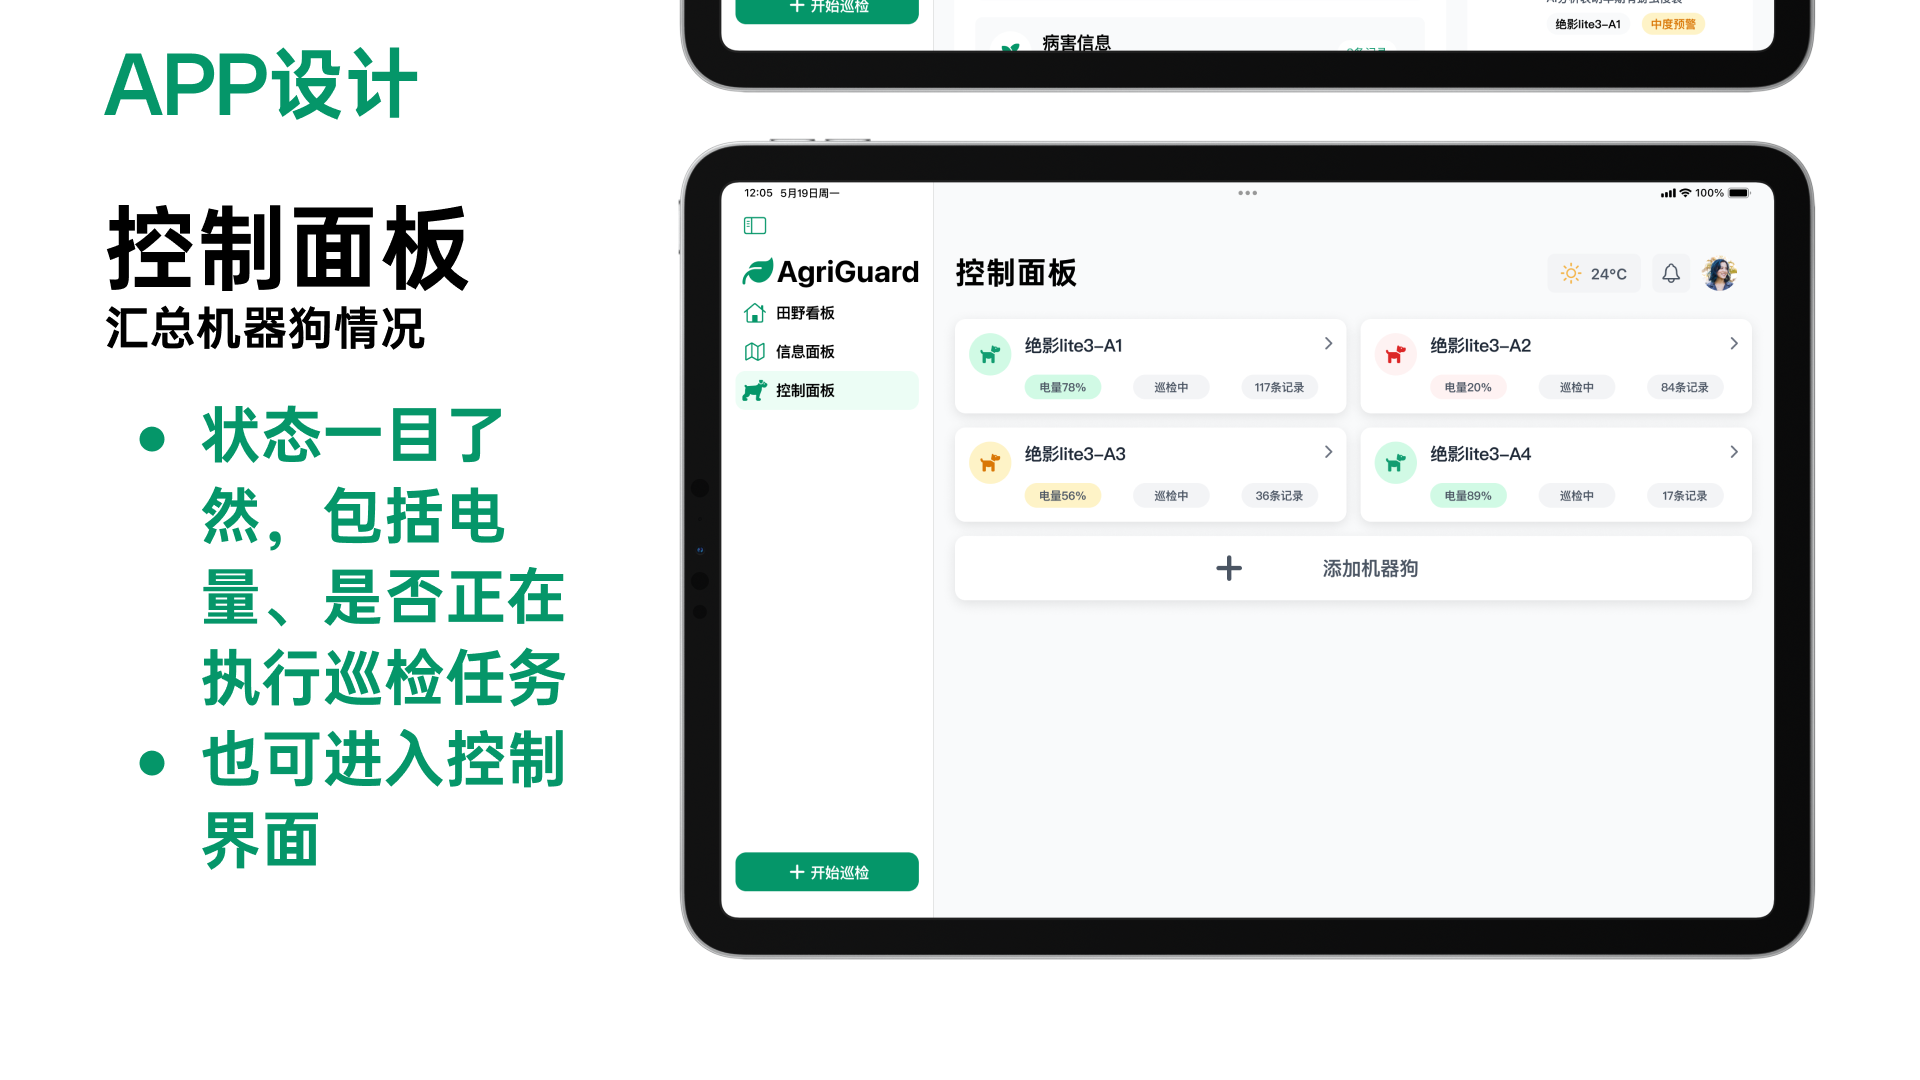 APP设计
控制面板
汇总机器狗情况
状态一目了
然，包括电
量、是否正在
执行巡检任务
也可进入控制
界面
开始巡检
病害信息
绝影lite3-A1
中度预警
12:05 5月19日周一
100%
AgriGuard
田野看板
信息面板
控制面板
开始巡检
控制面板
24°C
绝影lite3-A1
电量78%
巡检中
117条记录
绝影lite3-A2
电量20%
巡检中
84条记录
绝影lite3-A3
电量56%
巡检中
36条记录
绝影lite3-A4
电量89%
巡检中
17条记录
添加机器狗